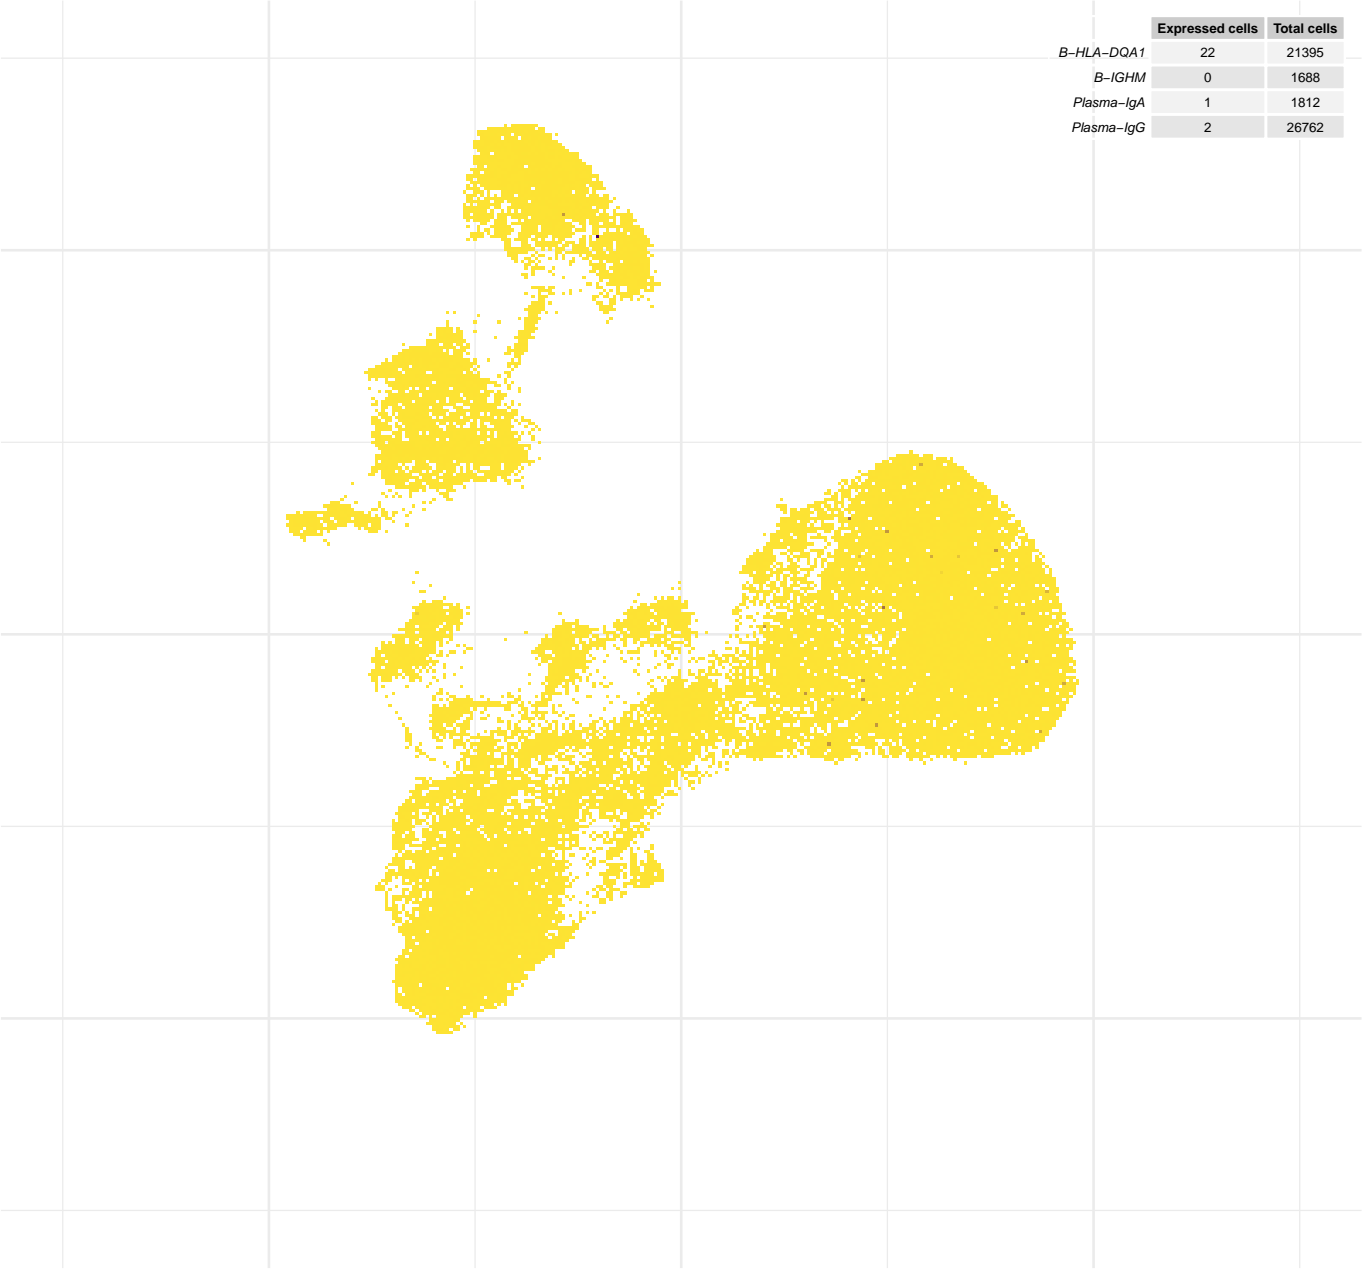 Expressed cells Total cells
B−HLA−DQA1 22 21395
B−IGHM 0 1688
Plasma−IgA 1 1812
Plasma−IgG 2 26762